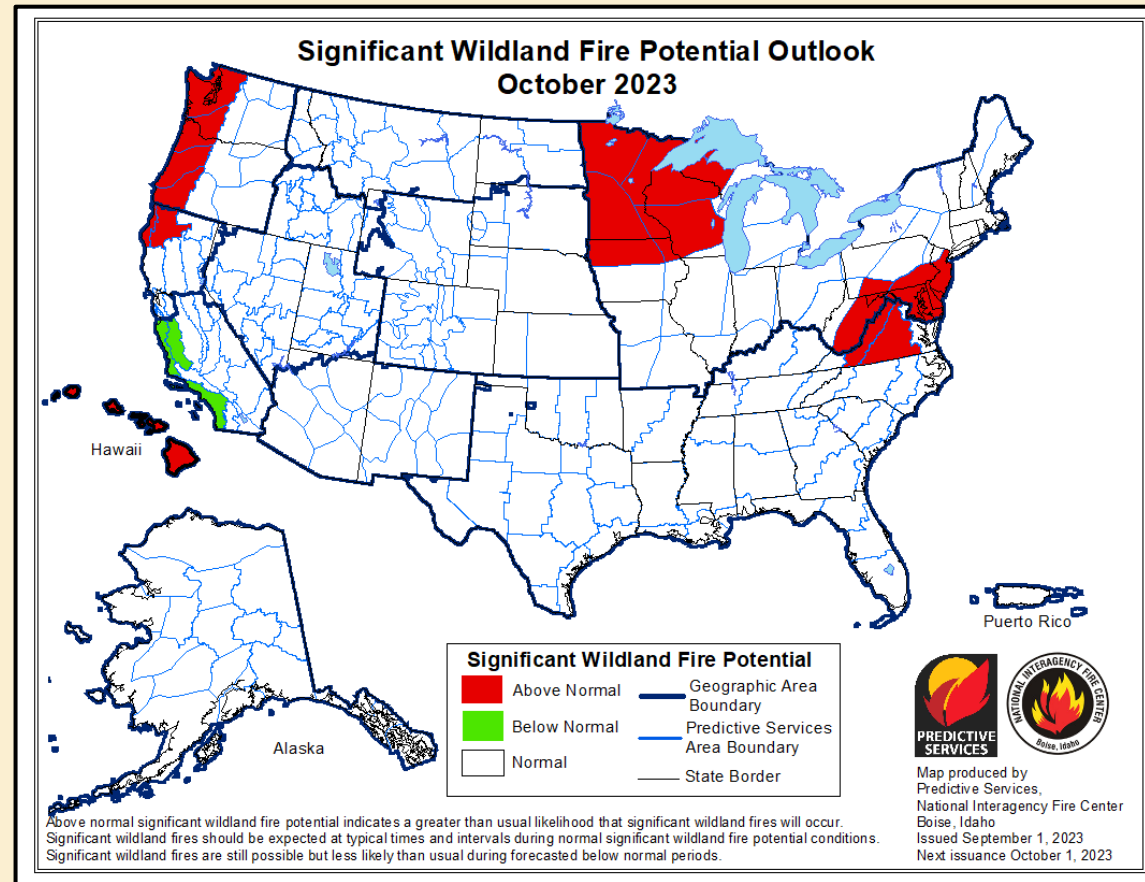 Significant Wildland Fire Potential Outlook
October 2023
Hawaii
Alaska
Puerto Rico
Significant Wildland Fire Potential
Above Normal
Below Normal
Normal
Geographic Area
Boundary
Predictive Services
Area Boundary
State Border
PREDICTIVE
SERVICES
NATIONAL INTERAGENCY FIRE CENTER
Boise, Idaho
Map produced by
Predictive Services,
National Interagency Fire Center
Boise, Idaho
Issued September 1, 2023
Next issuance October 1, 2023
Above normal significant wildland fire potential indicates a greater than usual likelihood that significant wildland fires will occur.
Significant wildland fires should be expected at typical times and intervals during normal significant wildland fire potential conditions.
Significant wildland fires are still possible but less likely than usual during forecasted below normal periods.